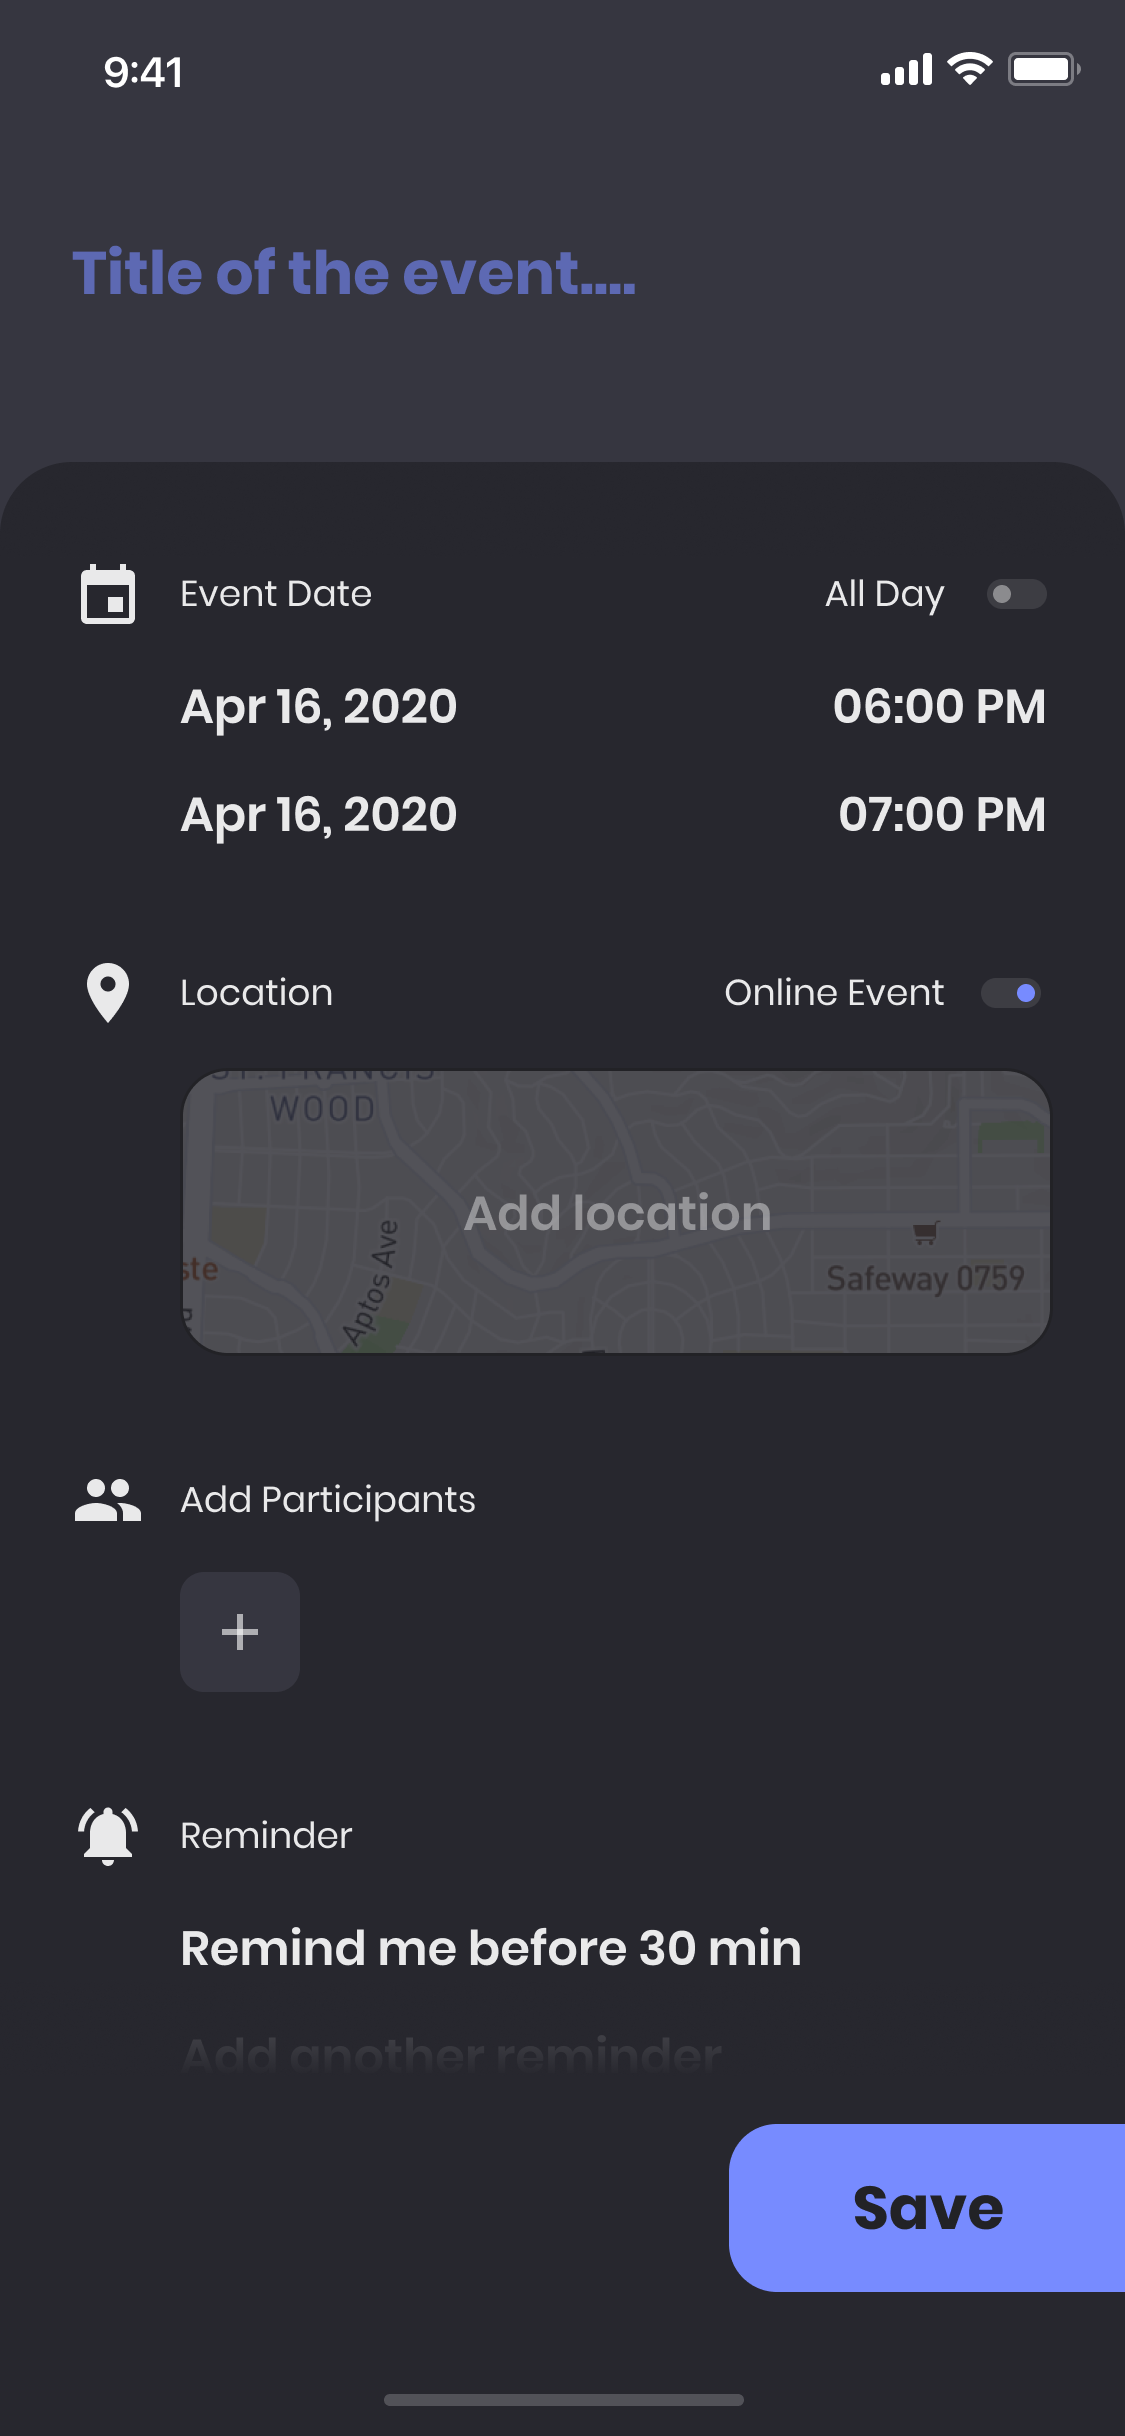 9:41
Title of the event....
Event Date
All Day
Apr 16, 2020
06:00 PM
Apr 16, 2020
07:00 PM
Location
Online Event
ST. FRANCIS
WOOD
Add location
Aptos Ave
ste
Safeway 0759
Add Participants
Reminder
Remind me before 30 min
Add another reminder
Save